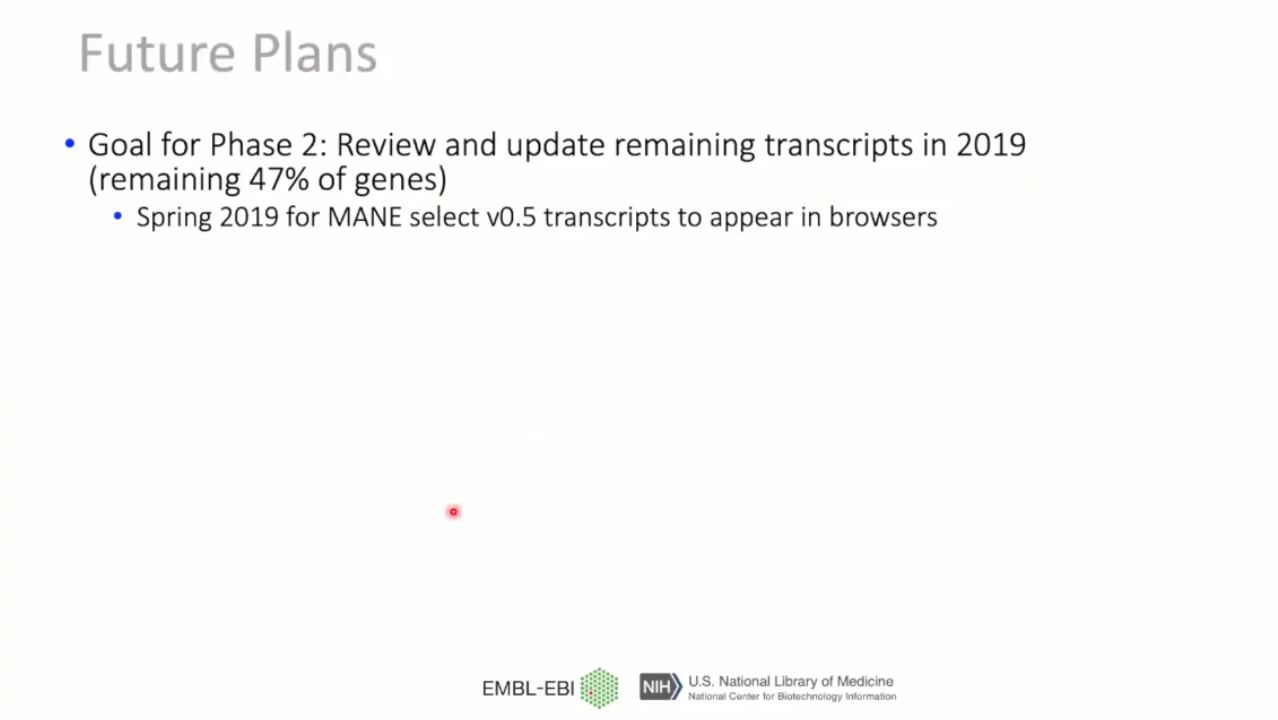 Future Plans
• Goal for Phase 2: Review and update remaining transcripts in 2019
(remaining 47% of genes)
• Spring 2019 for MANE select v0.5 transcripts to appear in browsers
EMBL-EBI
NIH U.S. National Library of Medicine
National Center for Biotechnology Information